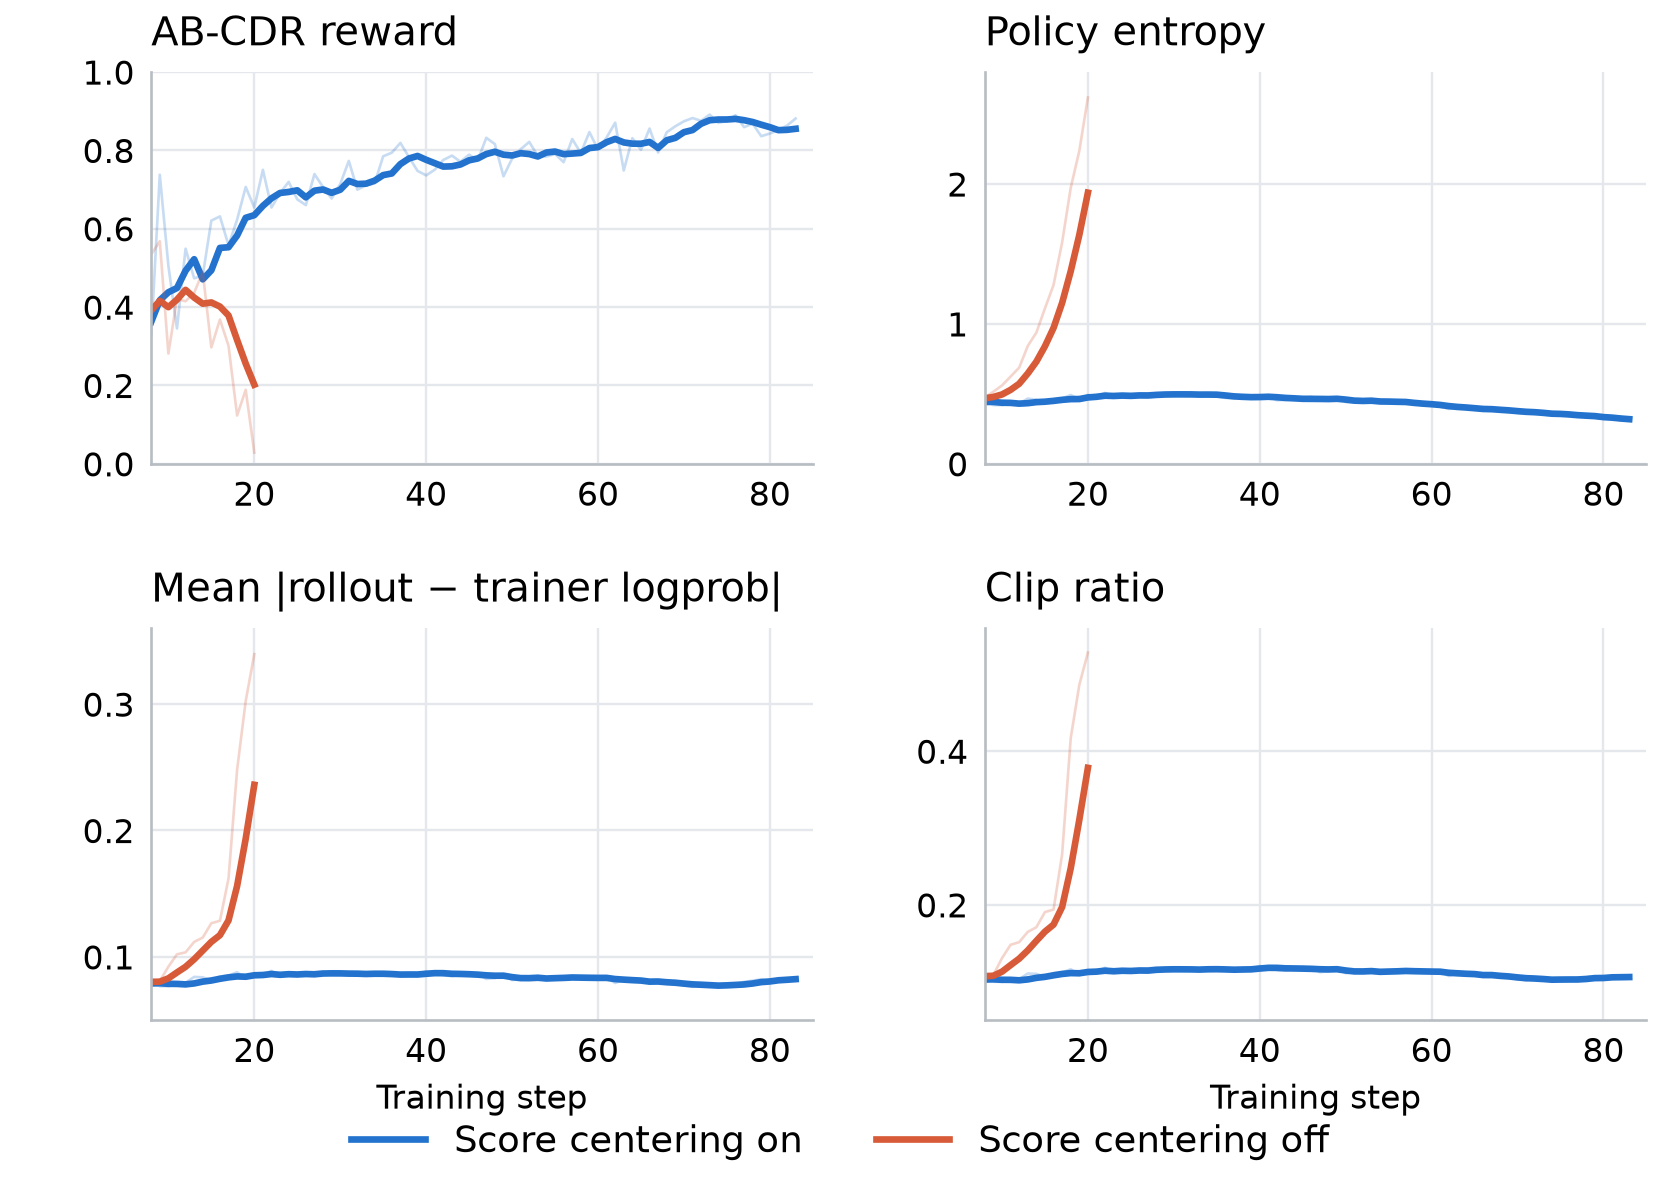 AB-CDR reward
1.0
0.8
0.6
0.4
0.2
0.0
20 40 60 80
Policy entropy
2
1
0
20 40 60 80
Mean |rollout − trainer logprob|
0.3
0.2
0.1
20 40 60 80
Training step
Clip ratio
0.4
0.2
20 40 60 80
Training step
Score centering on
Score centering off